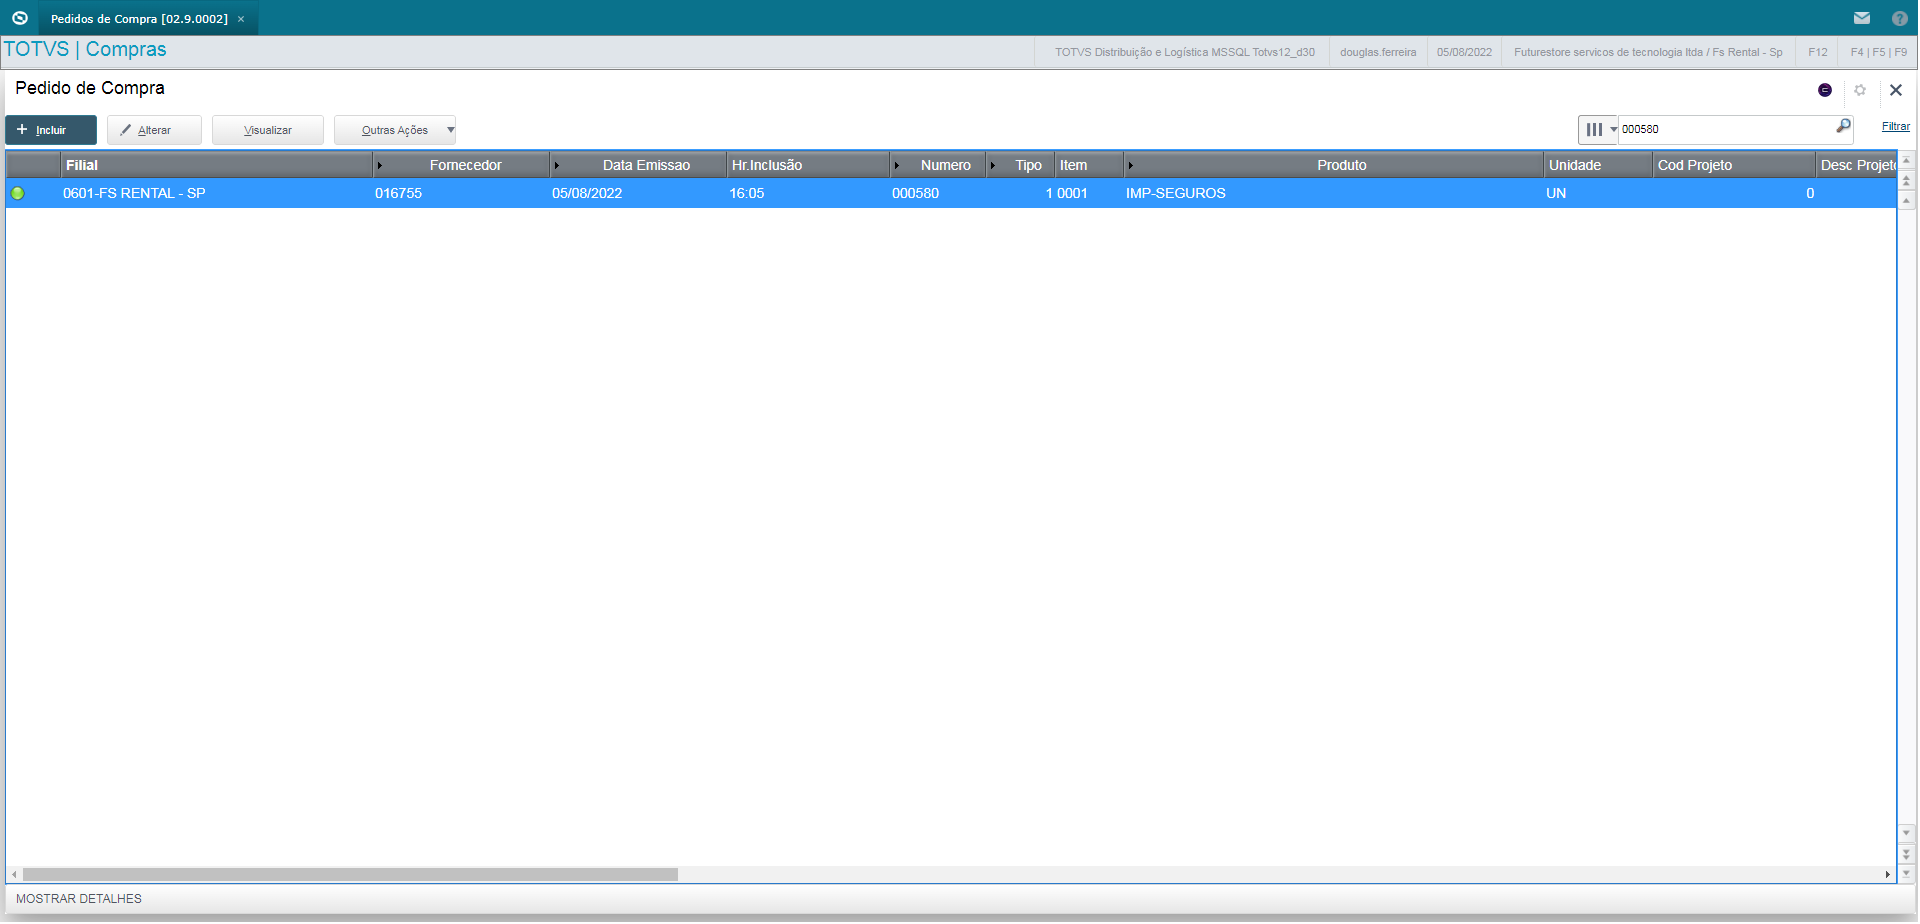 Pedidos de Compra [02.9.0002] ×
TOTVS | Compras
TOTVS Distribuição e Logística MSSQL Totvs12_d30 douglas.ferreira 05/08/2022 Futurestore servicos de tecnologia ltda / Fs Rental - Sp F12 F4 | F5 | F9
Pedido de Compra
+ Incluir Alterar Visualizar Outras Ações 000580 Filtrar
Filial Fornecedor Data Emissao Hr.Inclusão Numero Tipo Item Produto Unidade Cod Projeto Desc Projeto
0601-FS RENTAL - SP 016755 05/08/2022 16:05 000580 1 0001 IMP-SEGUROS UN 0
MOSTRAR DETALHES